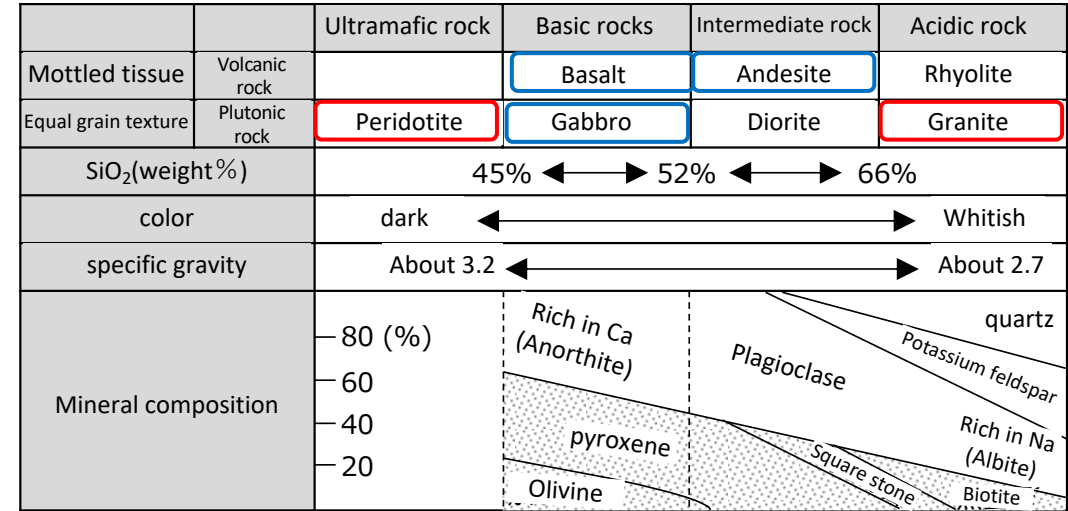 Ultramafic rock Basic rocks Intermediate rock Acidic rock
Mottled tissue Volcanic rock Basalt Andesite Rhyolite
Equal grain texture Plutonic rock Peridotite Gabbro Diorite Granite
SiO₂(weight%) 45% 52% 66%
color dark Whitish
specific gravity About 3.2 About 2.7
Mineral composition
80 (%)
60
40
20
Rich in Ca
(Anorthite)
Plagioclase
quartz
Potassium feldspar
Rich in Na
(Albite)
pyroxene
Square stone
Olivine
Biotite